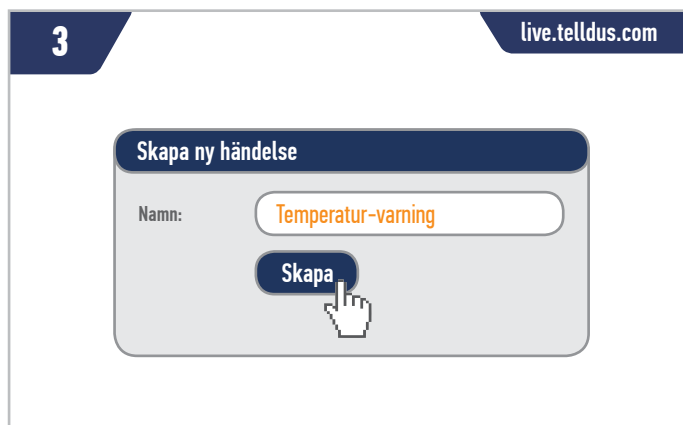 3
live.telldus.com
Skapa ny händelse
Namn: Temperatur-varning
Skapa